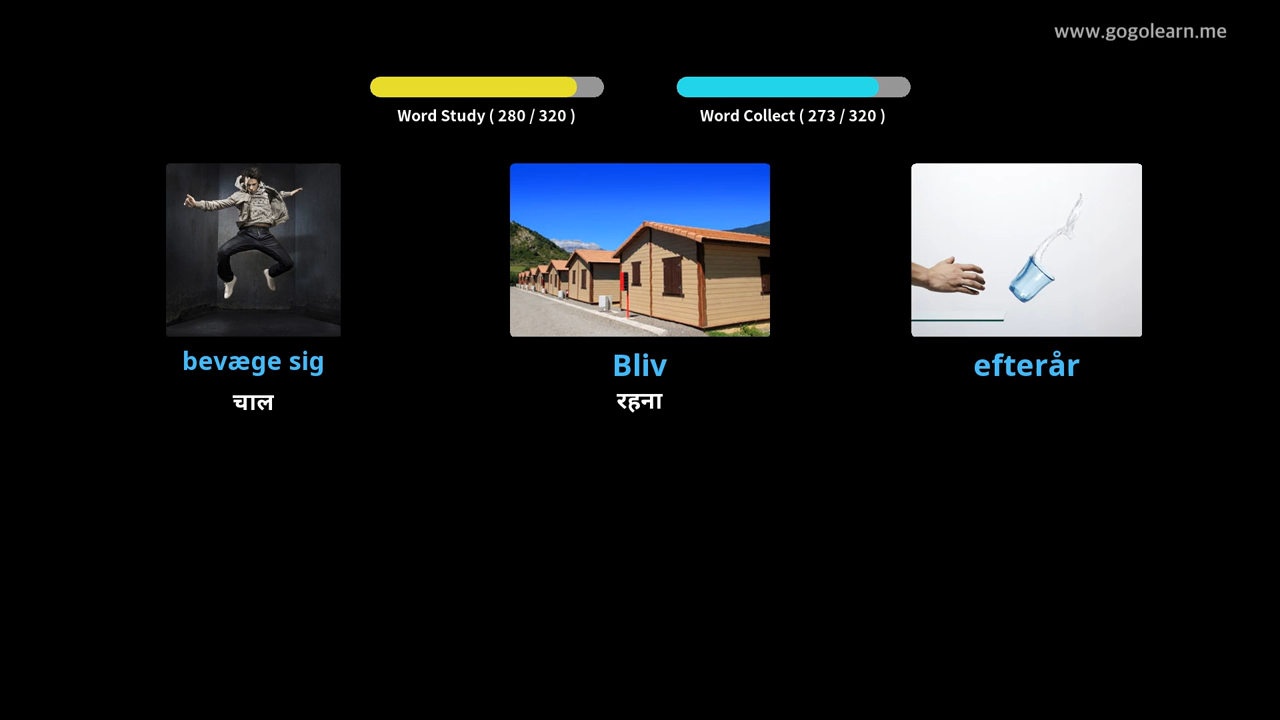 www.gogolearn.me
Word Study ( 280 / 320 )
Word Collect ( 273 / 320 )
bevæge sig
Bliv
efterår
चाल
रहना